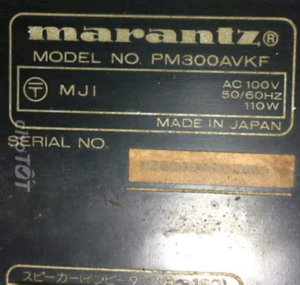 marantz®
MODEL NO. PM300AVKF
〒 MJI
AC 100V
50/60HZ
110W
MADE IN JAPAN
SERIAL NO.